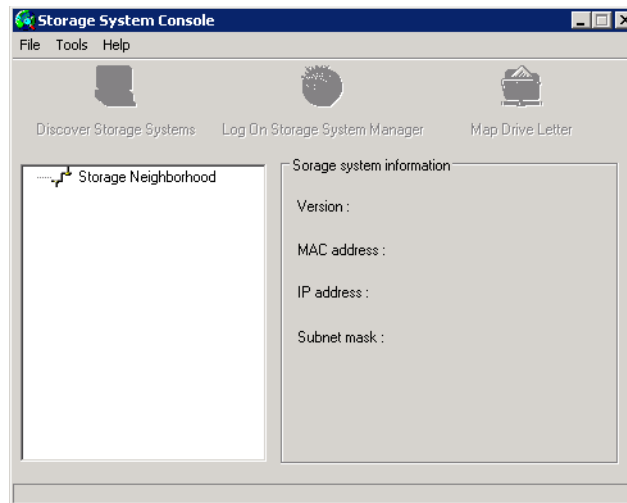 Storage System Console
File Tools Help
Discover Storage Systems Log On Storage System Manager Map Drive Letter
Storage Neighborhood
Sorage system information
Version :
MAC address :
IP address :
Subnet mask :